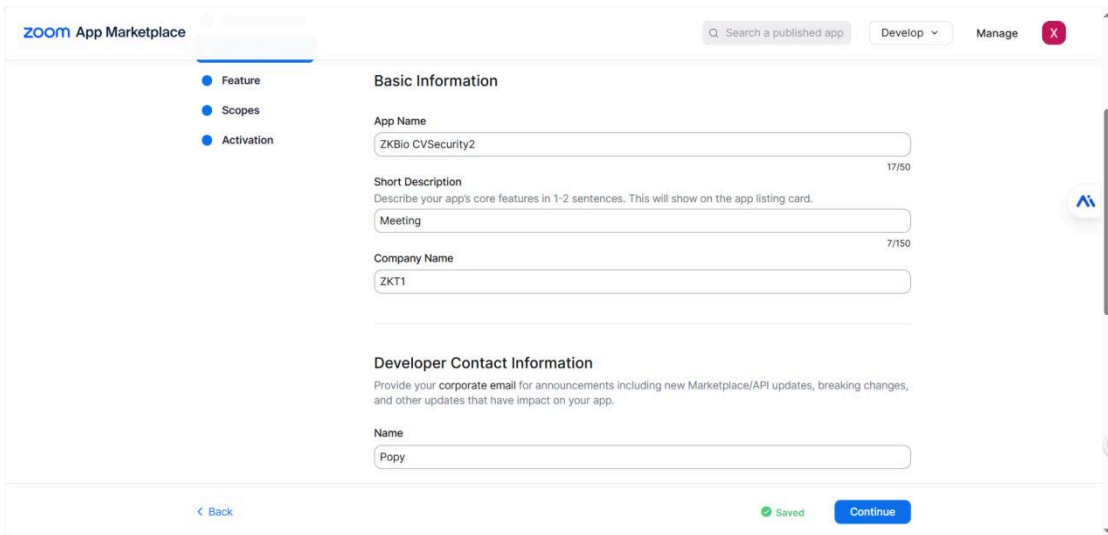 zoom App Marketplace
Search a published app
Develop
Manage
X
Feature
Scopes
Activation
Basic Information
App Name
ZKBio CVSecurity2
17/50
Short Description
Describe your app's core features in 1-2 sentences. This will show on the app listing card.
Meeting
7/150
Company Name
ZKT1
Developer Contact Information
Provide your corporate email for announcements including new Marketplace/API updates, breaking changes,
and other updates that have impact on your app.
Name
Popy
Back
Saved
Continue